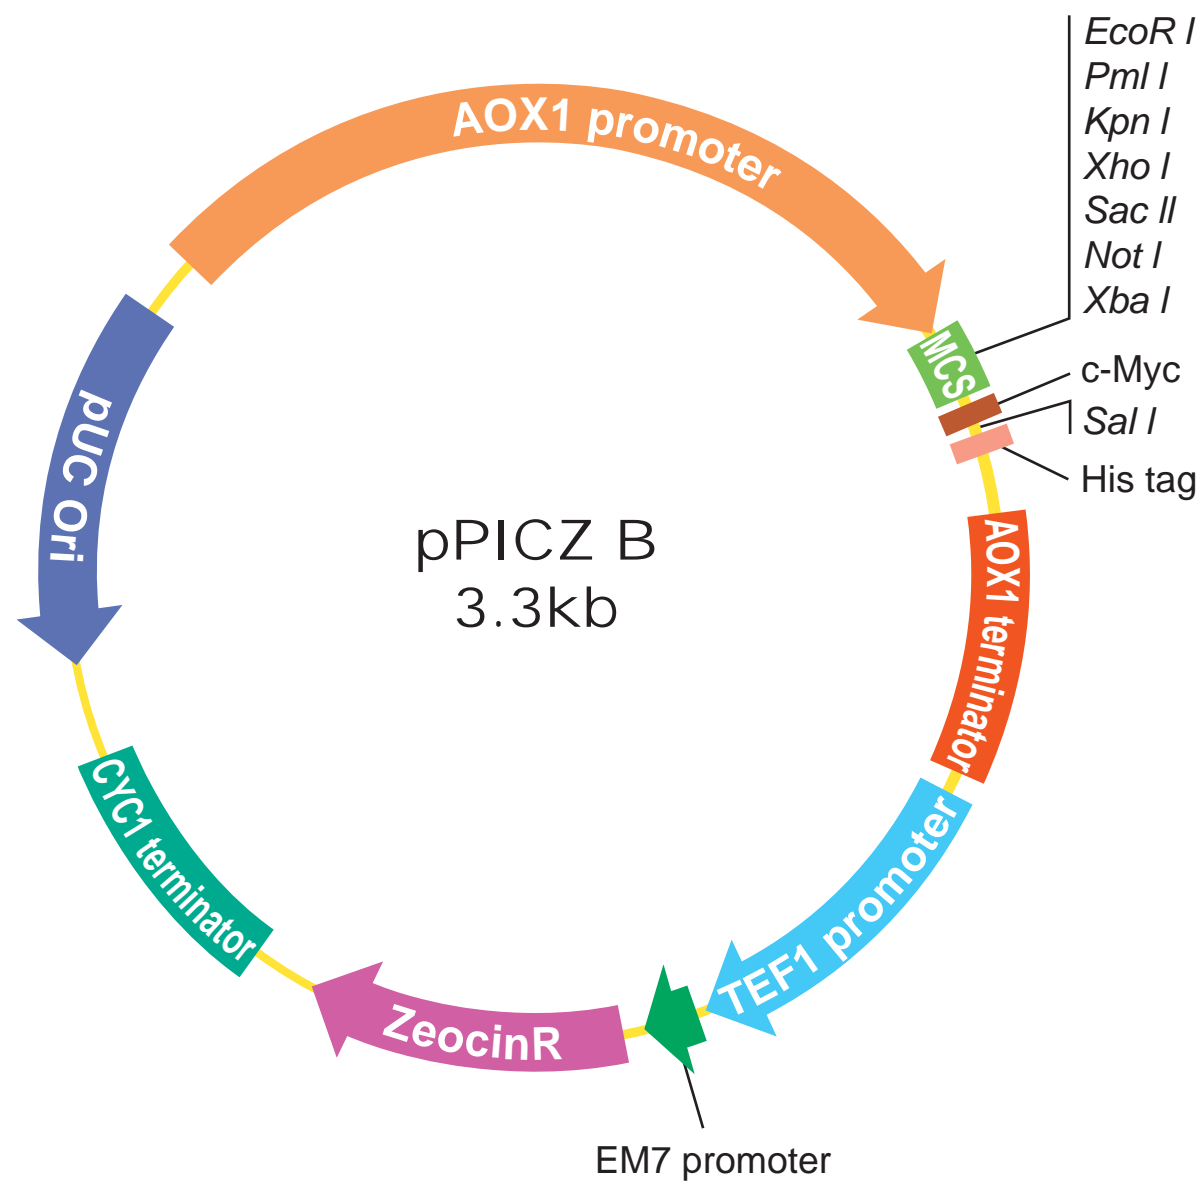 EcoR I
Pml I
Kpn I
Xho I
Sac II
Not I
Xba I
AOX1 promoter
MCS
c-Myc
Sal I
His tag
pUC Ori
pPICZ B
3.3kb
AOX1 terminator
CYC1 terminator
TEF1 promoter
ZeocinR
EM7 promoter